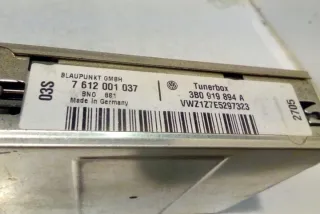 03S
BLAUPUNKT GMBH
7 612 001 037
BNO 881
Made in Germany
Tunerbox
3B0 919 894 A
VWZ1Z7E5297323
2705